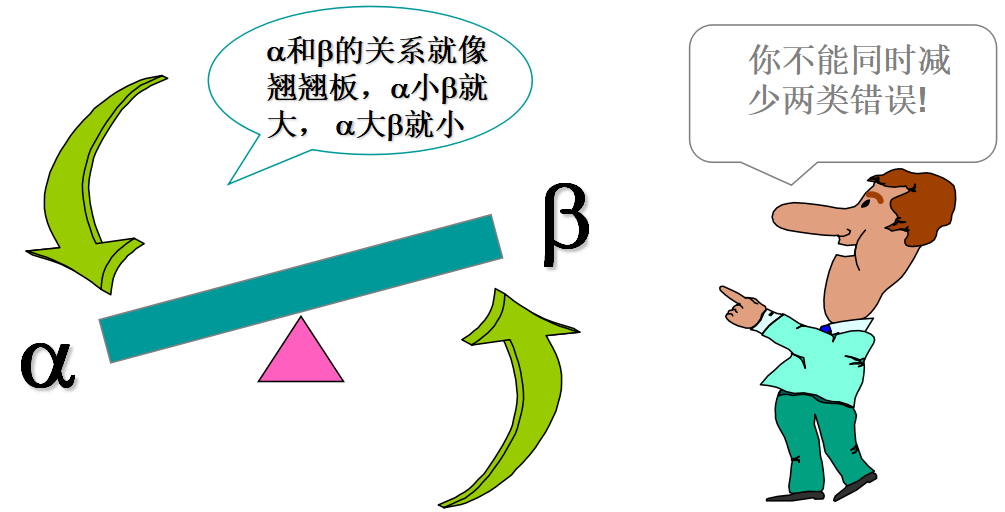 α和β的关系就像
翘翘板，α小β就
大， α大β就小
你不能同时减
少两类错误!
β
α